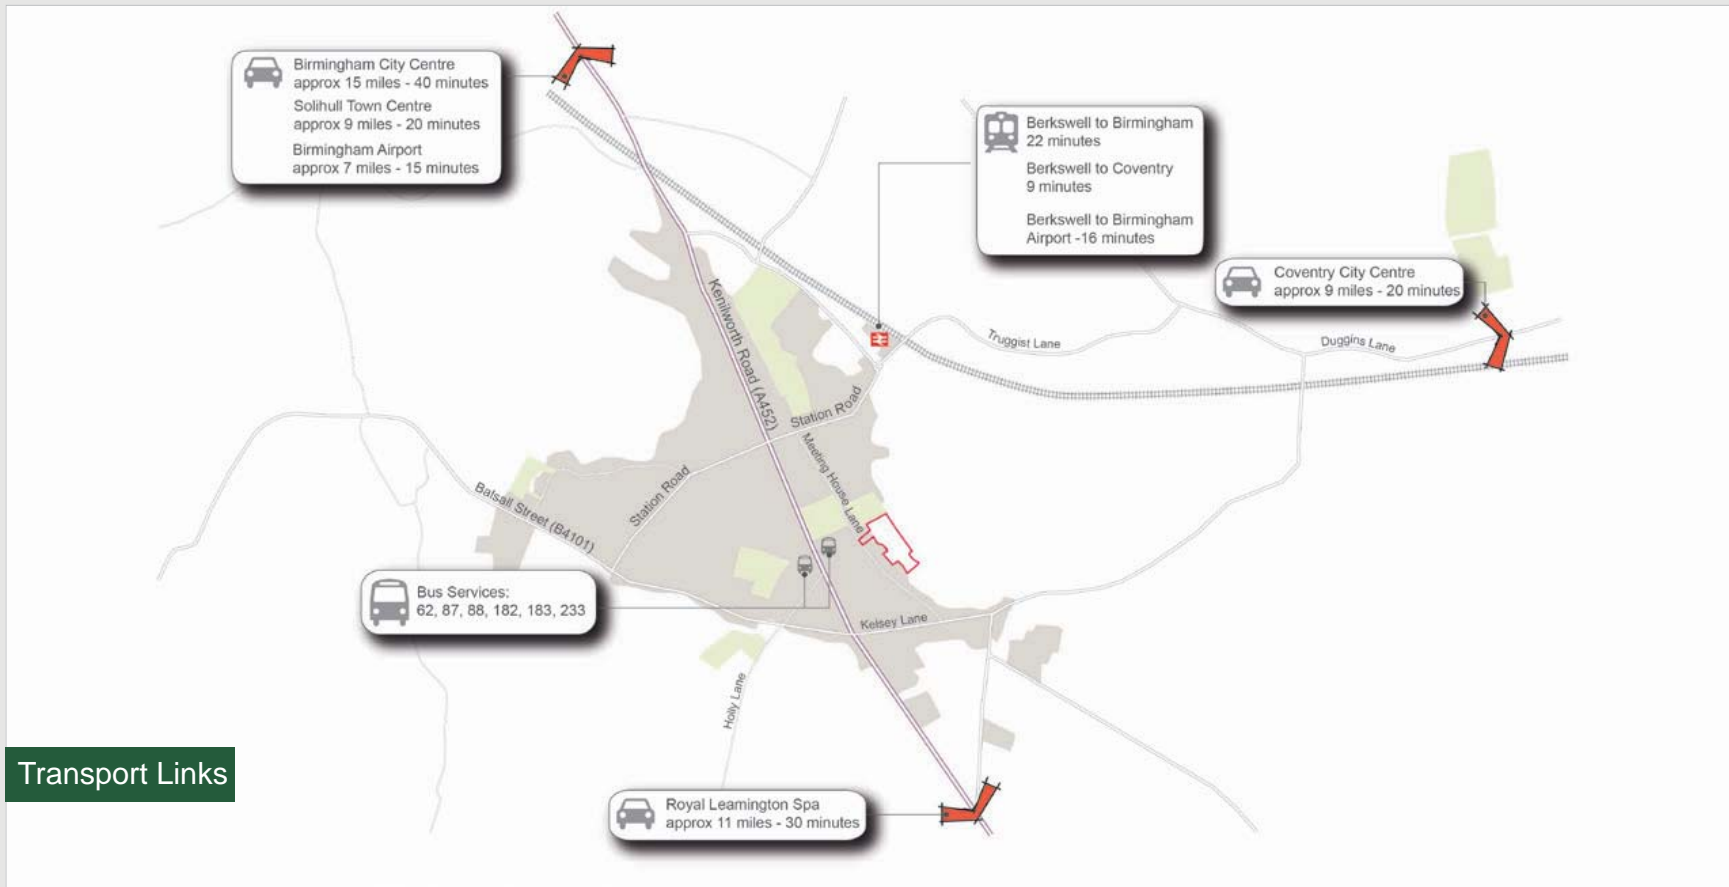 Birmingham City Centre
approx 15 miles - 40 minutes
Solihull Town Centre
approx 9 miles - 20 minutes
Birmingham Airport
approx 7 miles - 15 minutes
Berkswell to Birmingham
22 minutes
Berkswell to Coventry
9 minutes
Berkswell to Birmingham
Airport -16 minutes
Coventry City Centre
approx 9 miles - 20 minutes
Kenilworth Road (A452)
Truggist Lane
Duggins Lane
Station Road
Meeting House Lane
Station Road
Balsall Street (B4101)
Bus Services:
62, 87, 88, 182, 183, 233
Kelsey Lane
Holly Lane
Transport Links
Royal Leamington Spa
approx 11 miles - 30 minutes